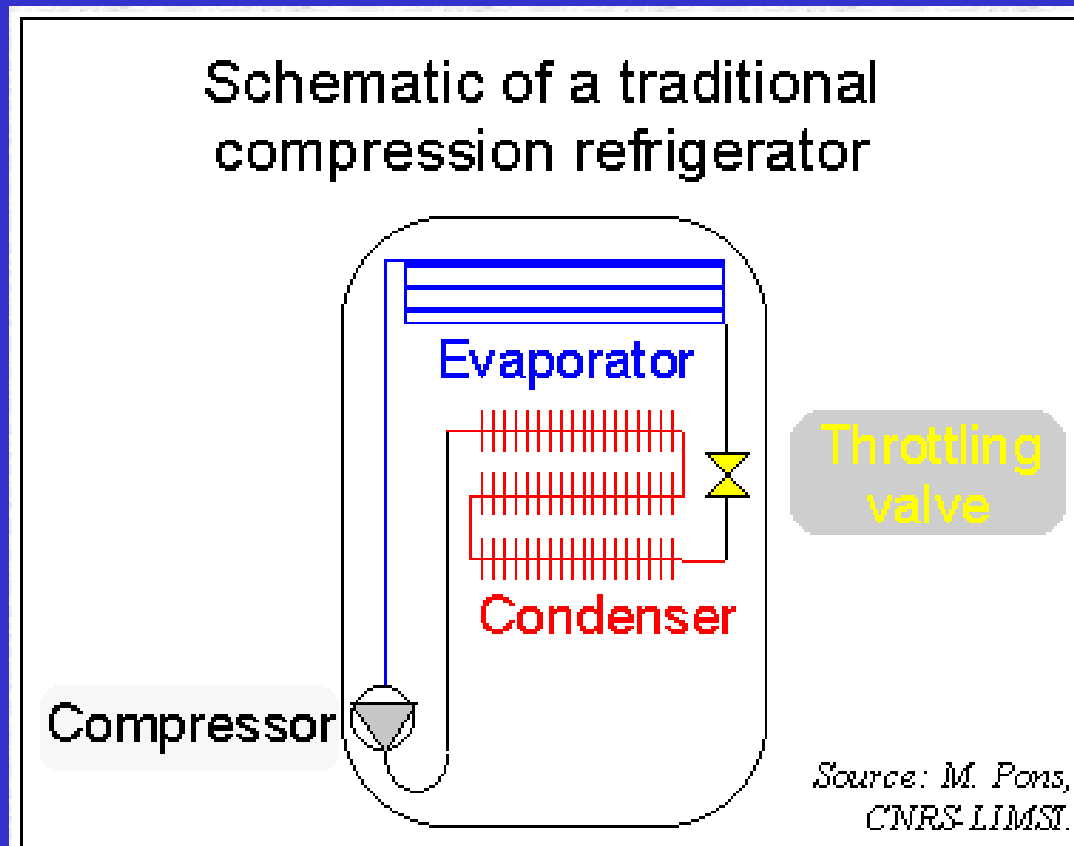 Schematic of a traditional
compression refrigerator
Evaporator
Throttling
valve
Condenser
Compressor
Source: M. Pons,
CNRS-LIMSI.